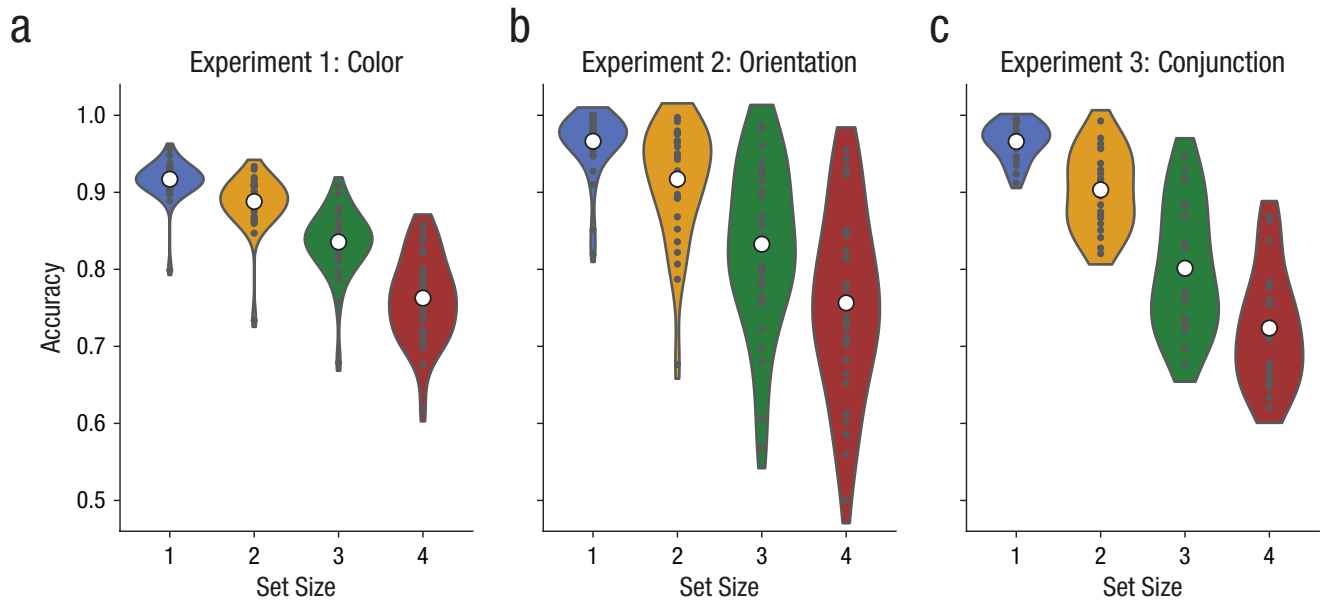 a
b
c
Experiment 1: Color
Experiment 2: Orientation
Experiment 3: Conjunction
Accuracy
1.0
0.9
0.8
0.7
0.6
0.5
1 2 3 4
1 2 3 4
1 2 3 4
Set Size
Set Size
Set Size